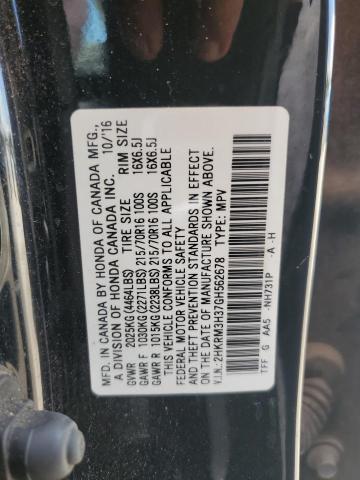 MFD. IN CANADA BY HONDA OF CANADA MFG., 10/16
A DIVISION OF HONDA CANADA INC.
TIRE SIZE RIM SIZE
GVWR 2025KG(4464LBS)
GAWR F 1030KG(2271LBS) 215/70R16 100S 16X6.5J
GAWR R 1015KG(2238LBS) 215/70R16 100S 16X6.5J
THIS VEHICLE CONFORMS TO ALL APPLICABLE
FEDERAL MOTOR VEHICLE SAFETY
AND THEFT PREVENTION STANDARDS IN EFFECT
ON THE DATE OF MANUFACTURE SHOWN ABOVE.
V.I.N.: 2HKRM3H37GH562678 TYPE: MPV
TFF G AA5 -NH731P -A -H